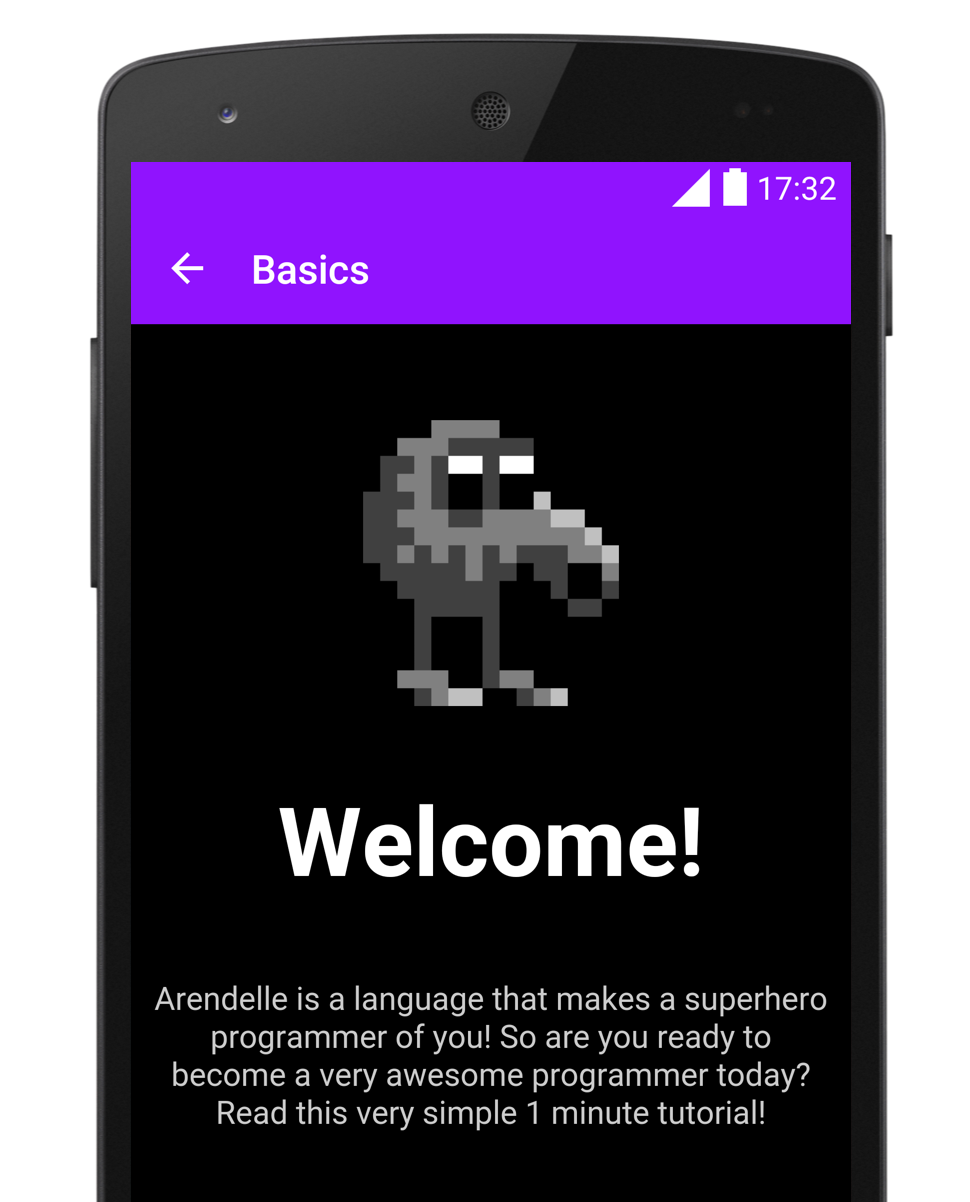 17:32
Basics
Welcome!
Arendelle is a language that makes a superhero
programmer of you! So are you ready to
become a very awesome programmer today?
Read this very simple 1 minute tutorial!